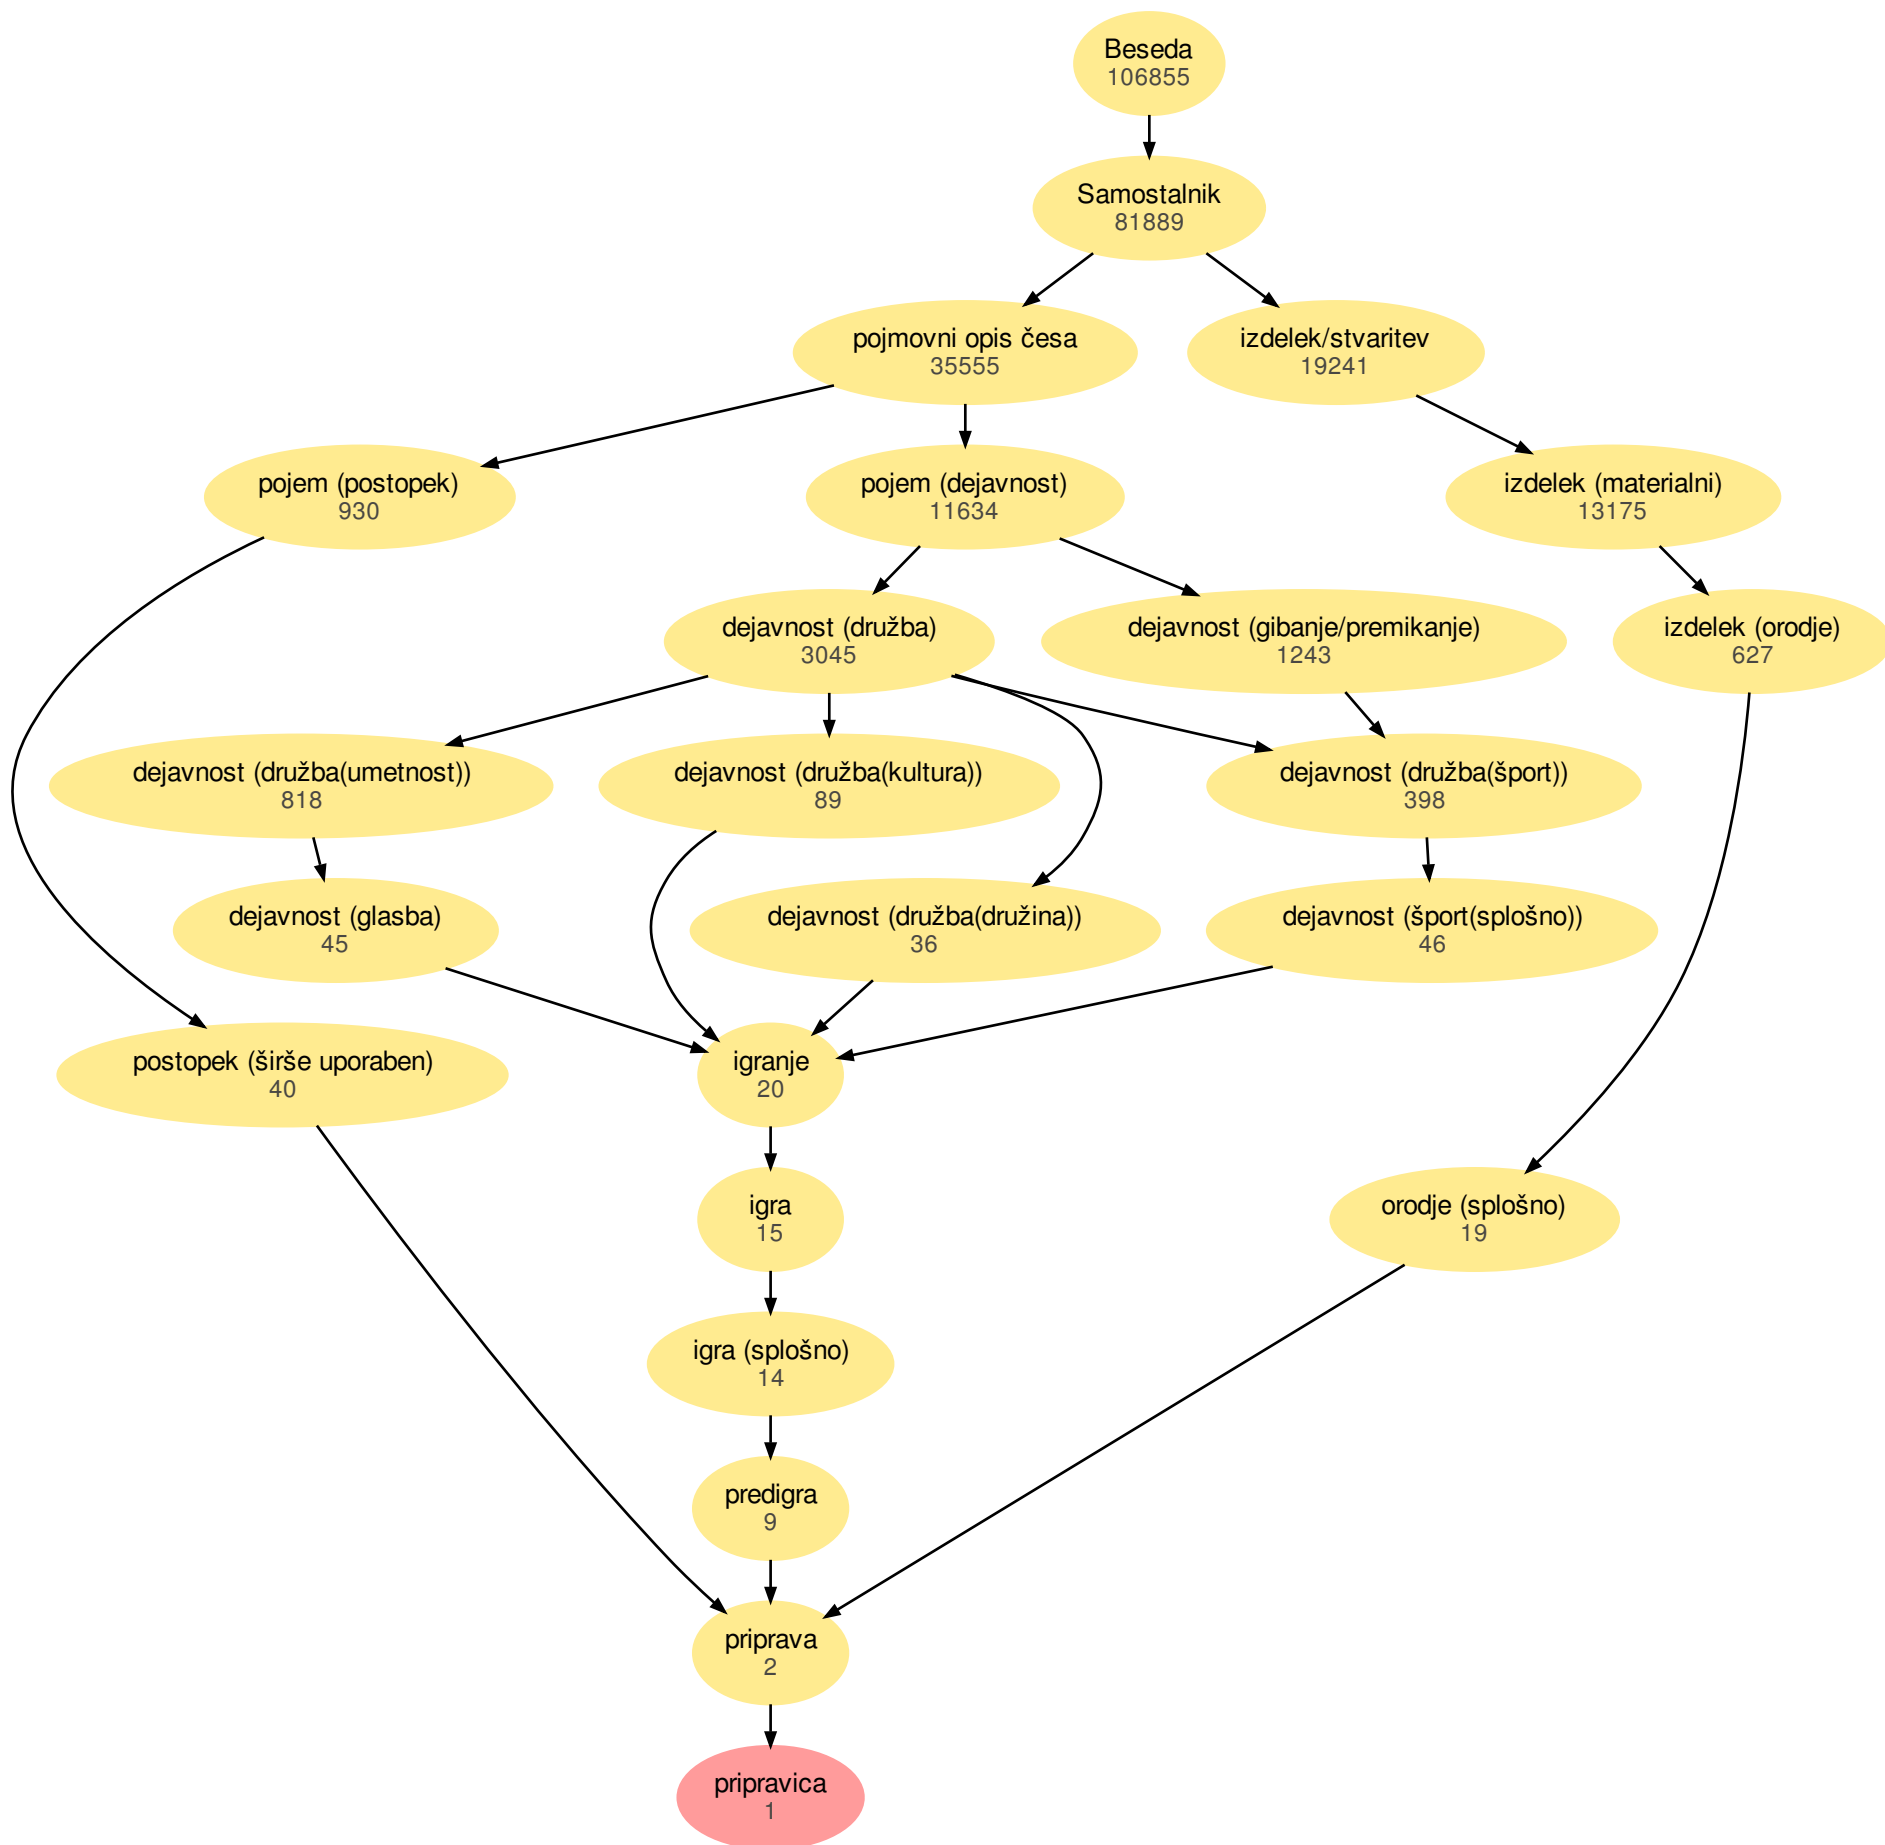 Beseda
106855
Samostalnik
81889
pojmovni opis česa
35555
izdelek/stvaritev
19241
pojem (postopek)
930
pojem (dejavnost)
11634
izdelek (materialni)
13175
dejavnost (družba)
3045
dejavnost (gibanje/premikanje)
1243
izdelek (orodje)
627
dejavnost (družba(umetnost))
818
dejavnost (družba(kultura))
89
dejavnost (družba(šport))
398
dejavnost (glasba)
45
dejavnost (družba(družina))
36
dejavnost (šport(splošno))
46
postopek (širše uporaben)
40
igranje
20
igra
15
orodje (splošno)
19
igra (splošno)
14
predigra
9
priprava
2
pripravica
1